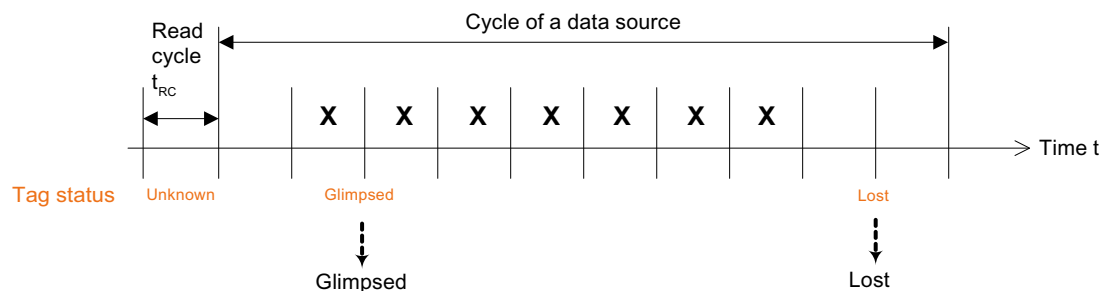 Cycle of a data source
Read
cycle
tRC
X X X X X X X
Time t
Tag status Unknown Glimpsed Lost
Glimpsed Lost